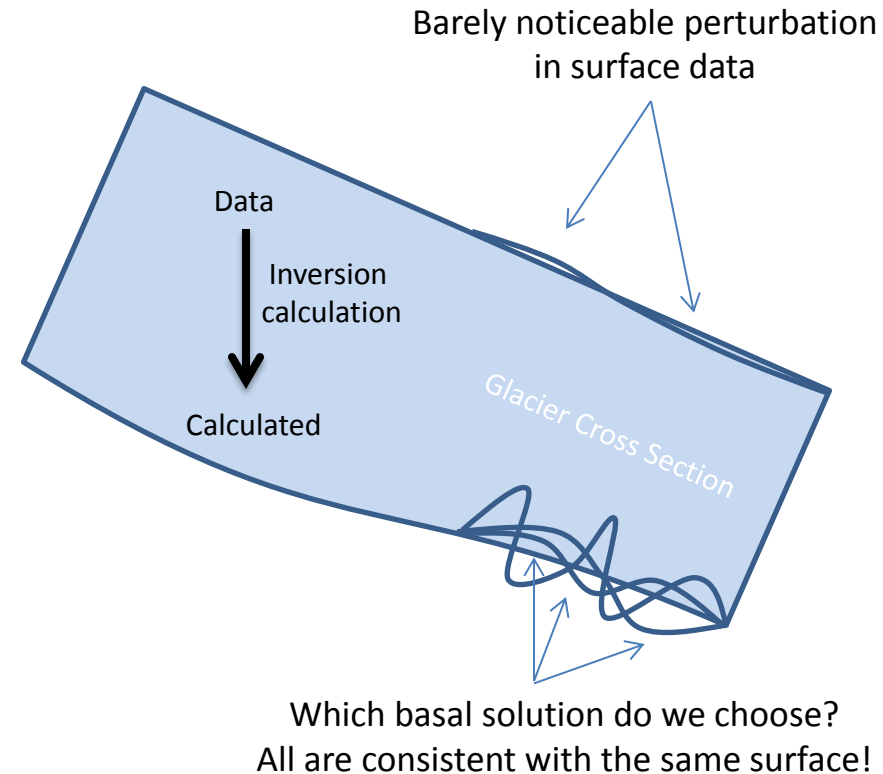 Barely noticeable perturbation
in surface data
Data
Inversion
calculation
Calculated
Glacier Cross Section
Which basal solution do we choose?
All are consistent with the same surface!